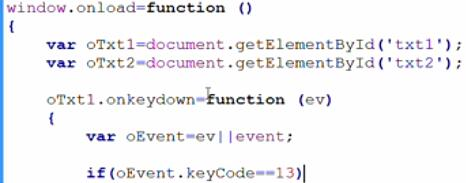 window.onload=function ()
{
    var oTxt1=document.getElementById('txt1');
    var oTxt2=document.getElementById('txt2');
    oTxt1.onkeydown=function (ev)
    {
        var oEvent=ev||event;
        if(oEvent.keyCode==13)